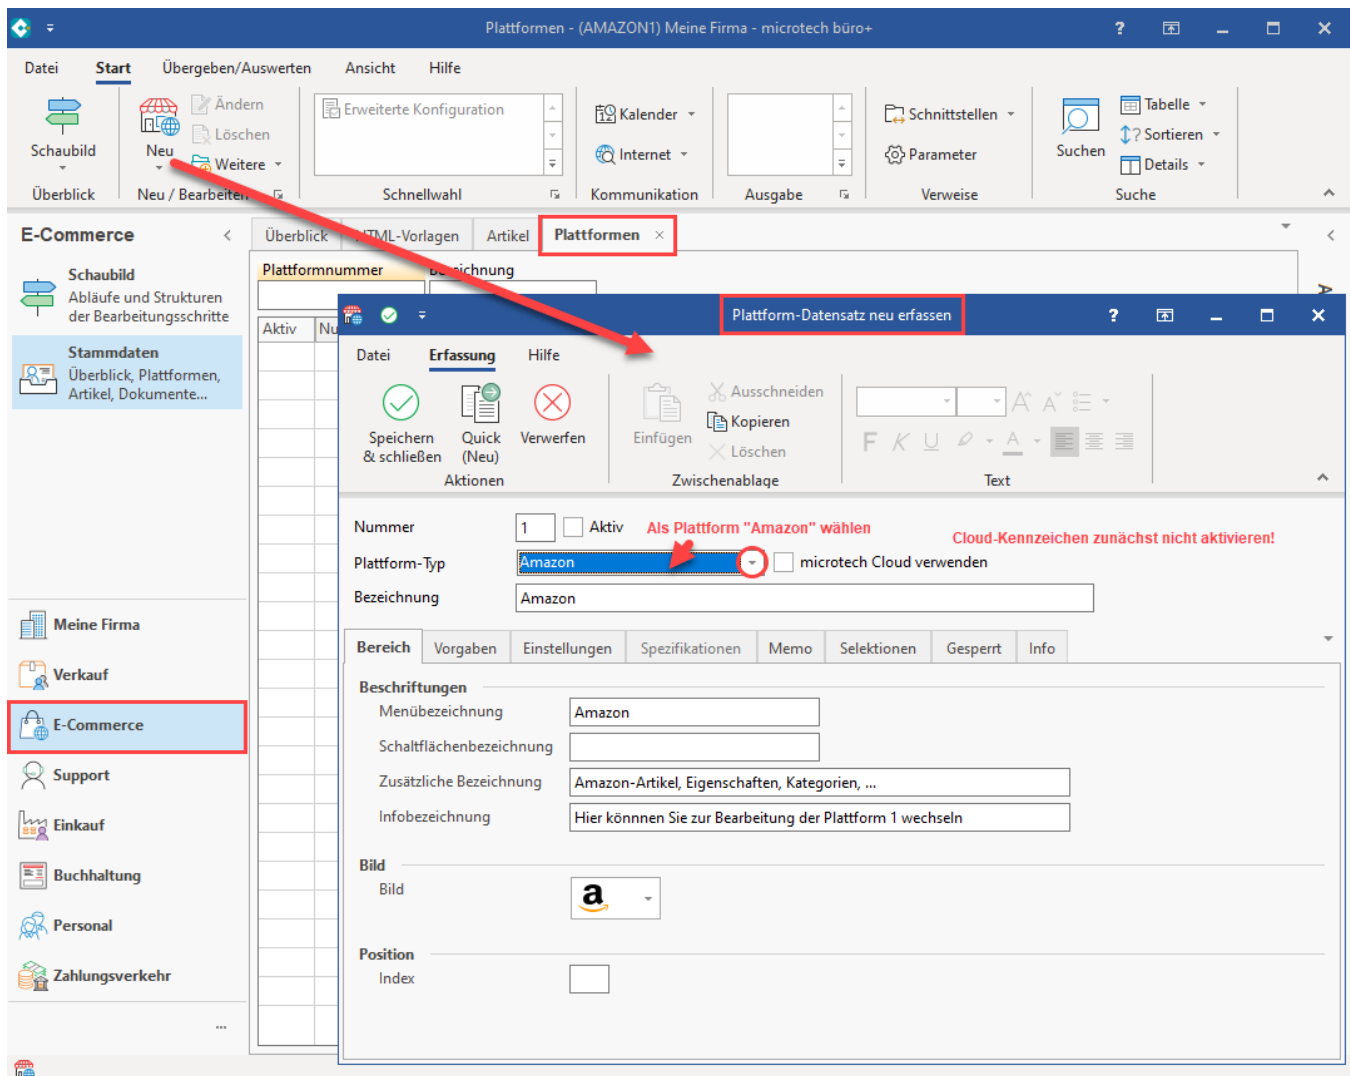 Plattformen - (AMAZON1) Meine Firma - microtech büro+
Datei Start Übergeben/Auswerten Ansicht Hilfe
Schaubild
Überblick
Neu
Ändern
Löschen
Weitere
Neu / Bearbeiten
Erweiterte Konfiguration
Schnellwahl
Kalender
Internet
Kommunikation
Ausgabe
Schnittstellen
Parameter
Verweise
Suchen
Tabelle
Sortieren
Details
Suche
E-Commerce
Schaubild
Abläufe und Strukturen
der Bearbeitungsschritte
Stammdaten
Überblick, Plattformen,
Artikel, Dokumente...
Meine Firma
Verkauf
E-Commerce
Support
Einkauf
Buchhaltung
Personal
Zahlungsverkehr
...
Überblick HTML-Vorlagen Artikel Plattformen
Plattformnummer Bezeichnung
Aktiv Nu
Plattform-Datensatz neu erfassen
Datei Erfassung Hilfe
Speichern
& schließen
Quick
(Neu)
Verwerfen
Aktionen
Einfügen
Ausschneiden
Kopieren
Löschen
Zwischenablage
F K U A
Text
Nummer 1 Aktiv Als Plattform "Amazon" wählen
Cloud-Kennzeichen zunächst nicht aktivieren!
Plattform-Typ Amazon microtech Cloud verwenden
Bezeichnung Amazon
Bereich Vorgaben Einstellungen Spezifikationen Memo Selektionen Gesperrt Info
Beschriftungen
Menübezeichnung Amazon
Schaltflächenbezeichnung
Zusätzliche Bezeichnung Amazon-Artikel, Eigenschaften, Kategorien, ...
Infobezeichnung Hier könnnen Sie zur Bearbeitung der Plattform 1 wechseln
Bild
Bild a
Position
Index